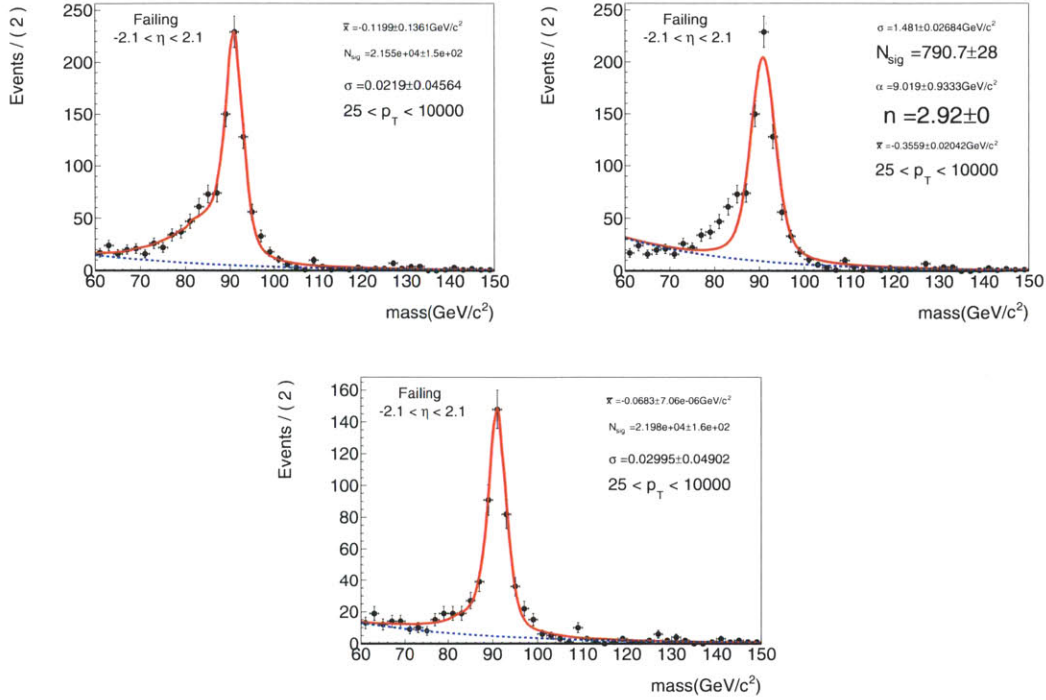 Failing
-2.1 < η < 2.1
x̅ =-0.1199±0.1361GeV/c²
N_sig =2.155e+04±1.5e+02
σ =0.0219±0.04564
25 < p_T < 10000
Events / ( 2 )
250
200
150
100
50
0
60 70 80 90 100 110 120 130 140 150
mass(GeV/c²)
Failing
-2.1 < η < 2.1
σ =1.481±0.02684GeV/c²
N_sig =790.7±28
α =9.019±0.9333GeV/c²
n =2.92±0
x̅ =-0.3559±0.02042GeV/c²
25 < p_T < 10000
Events / ( 2 )
250
200
150
100
50
0
60 70 80 90 100 110 120 130 140 150
mass(GeV/c²)
Failing
-2.1 < η < 2.1
x̅ =-0.0683±7.06e-06GeV/c²
N_sig =2.198e+04±1.6e+02
σ =0.02995±0.04902
25 < p_T < 10000
Events / ( 2 )
160
140
120
100
80
60
40
20
0
60 70 80 90 100 110 120 130 140 150
mass(GeV/c²)